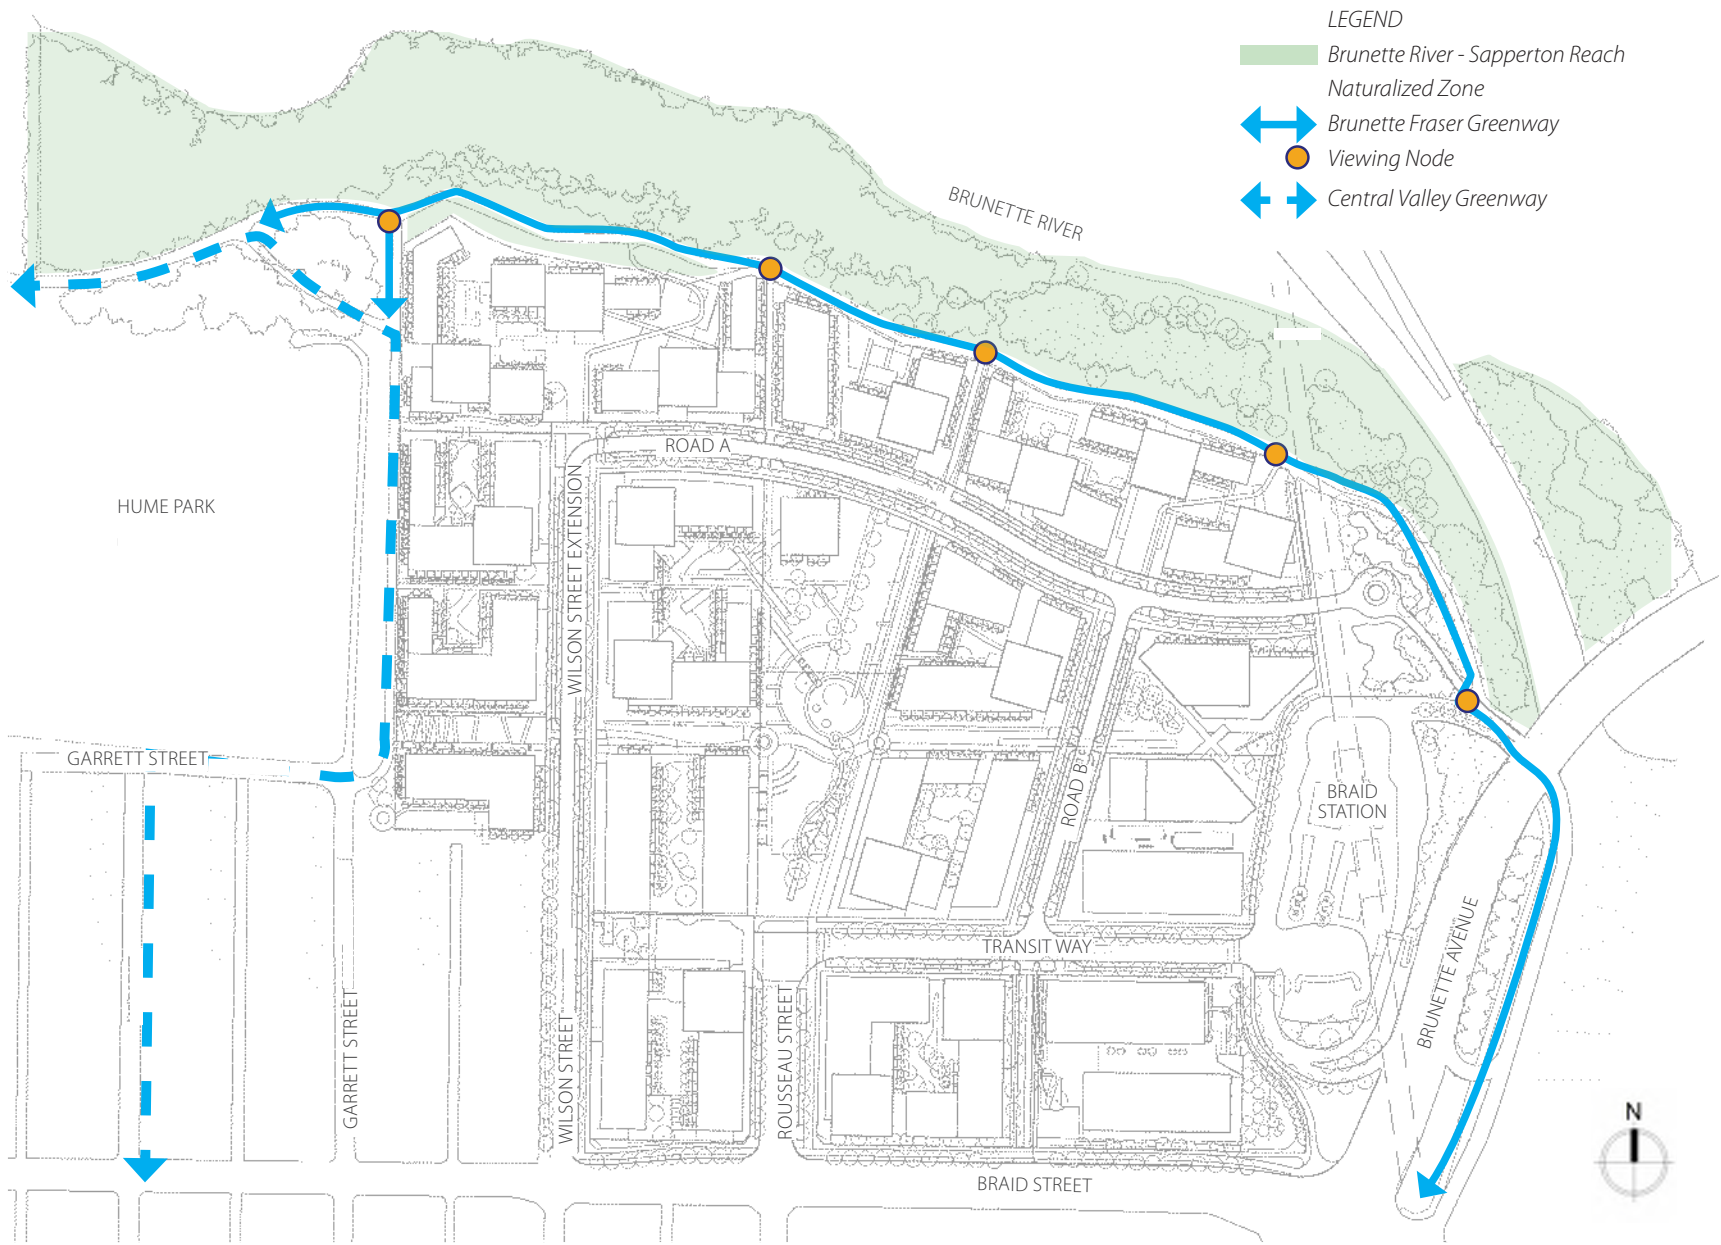 LEGEND
Brunette River - Sapperton Reach
Naturalized Zone
Brunette Fraser Greenway
Viewing Node
Central Valley Greenway
BRUNETTE RIVER
ROAD A
HUME PARK
WILSON STREET EXTENSION
GARRETT STREET
ROAD B
BRAID
STATION
BRUNETTE AVENUE
TRANSIT WAY
GARRETT STREET
WILSON STREET
ROUSSEAU STREET
BRAID STREET
N